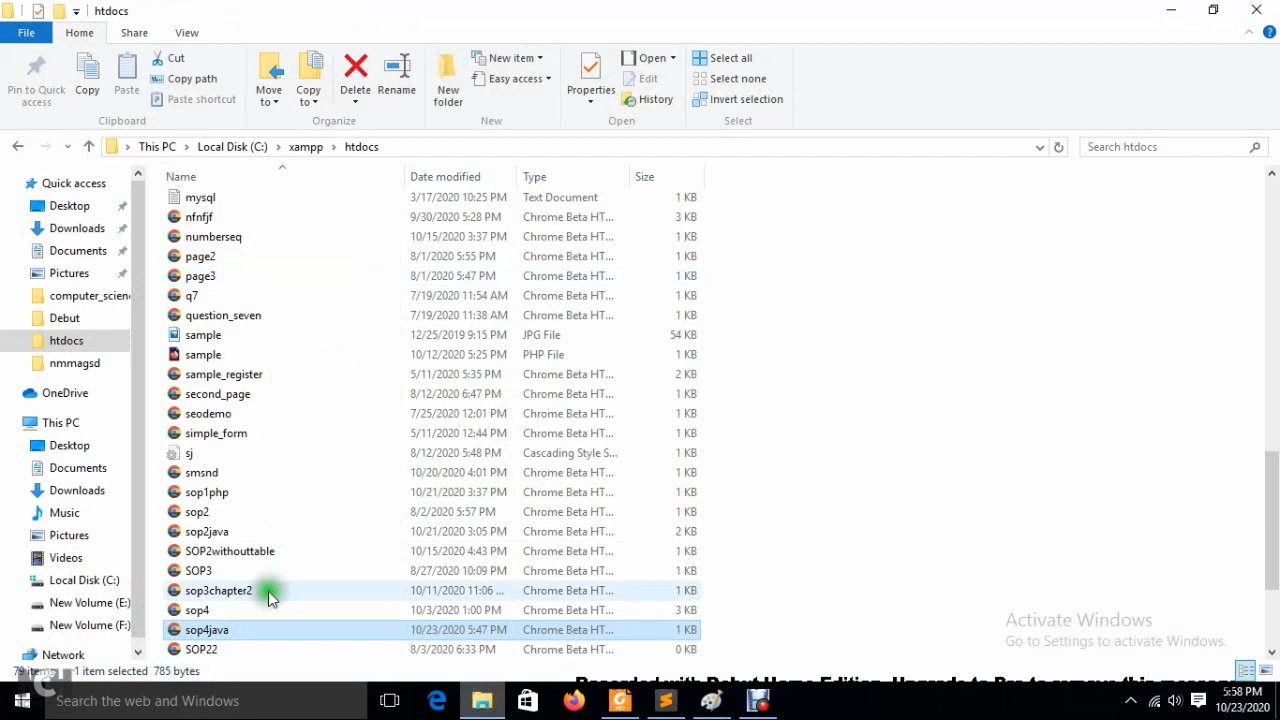 htdocs
File Home Share View
Pin to Quick access
Copy
Paste
Cut
Copy path
Paste shortcut
Clipboard
Move to
Copy to
Delete
Rename
Organize
New folder
New item
Easy access
New
Properties
Open
Edit
History
Open
Select all
Select none
Invert selection
Select
This PC Local Disk (C:) xampp htdocs
Search htdocs
Quick access
Desktop
Downloads
Documents
Pictures
computer_scien
Debut
htdocs
nmmagsd
OneDrive
This PC
Desktop
Documents
Downloads
Music
Pictures
Videos
Local Disk (C:)
New Volume (E:)
New Volume (F:)
Network
Name Date modified Type Size
mysql 3/17/2020 10:25 PM Text Document 1 KB
nfnfjf 9/30/2020 5:28 PM Chrome Beta HT... 3 KB
numberseq 10/15/2020 3:37 PM Chrome Beta HT... 1 KB
page2 8/1/2020 5:55 PM Chrome Beta HT... 1 KB
page3 8/1/2020 5:47 PM Chrome Beta HT... 1 KB
q7 7/19/2020 11:54 AM Chrome Beta HT... 1 KB
question_seven 7/19/2020 11:38 AM Chrome Beta HT... 1 KB
sample 12/25/2019 9:15 PM JPG File 54 KB
sample 10/12/2020 5:25 PM PHP File 1 KB
sample_register 5/11/2020 5:35 PM Chrome Beta HT... 2 KB
second_page 8/12/2020 6:47 PM Chrome Beta HT... 1 KB
seodemo 7/25/2020 12:01 PM Chrome Beta HT... 1 KB
simple_form 5/11/2020 12:44 PM Chrome Beta HT... 1 KB
sj 8/12/2020 5:48 PM Cascading Style S... 1 KB
smsnd 10/20/2020 4:01 PM Chrome Beta HT... 1 KB
sop1php 10/21/2020 3:37 PM Chrome Beta HT... 1 KB
sop2 8/2/2020 5:57 PM Chrome Beta HT... 1 KB
sop2java 10/21/2020 3:05 PM Chrome Beta HT... 2 KB
SOP2withouttable 10/15/2020 4:43 PM Chrome Beta HT... 1 KB
SOP3 8/27/2020 10:09 PM Chrome Beta HT... 1 KB
sop3chapter2 10/11/2020 11:06 ... Chrome Beta HT... 1 KB
sop4 10/3/2020 1:00 PM Chrome Beta HT... 3 KB
sop4java 10/23/2020 5:47 PM Chrome Beta HT... 1 KB
SOP22 8/3/2020 6:33 PM Chrome Beta HT... 0 KB
Activate Windows
Go to Settings to activate Windows.
1 item selected 785 bytes
Search the web and Windows
5:58 PM
10/23/2020